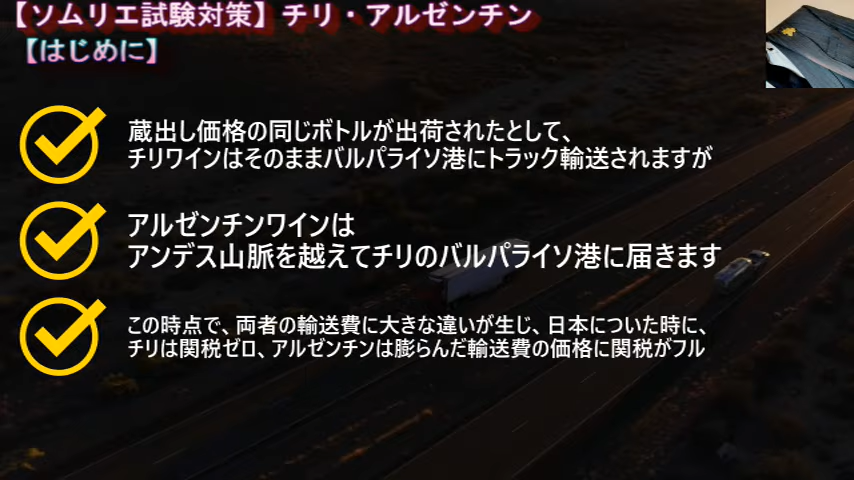 【ソムリエ試験対策】チリ・アルゼンチン
【はじめに】
蔵出し価格の同じボトルが出荷されたとして、
チリワインはそのままバルパライソ港にトラック輸送されますが
アルゼンチンワインは
アンデス山脈を越えてチリのバルパライソ港に届きます
この時点で、両者の輸送費に大きな違いが生じ、日本についた時に、
チリは関税ゼロ、アルゼンチンは膨らんだ輸送費の価格に関税がフル